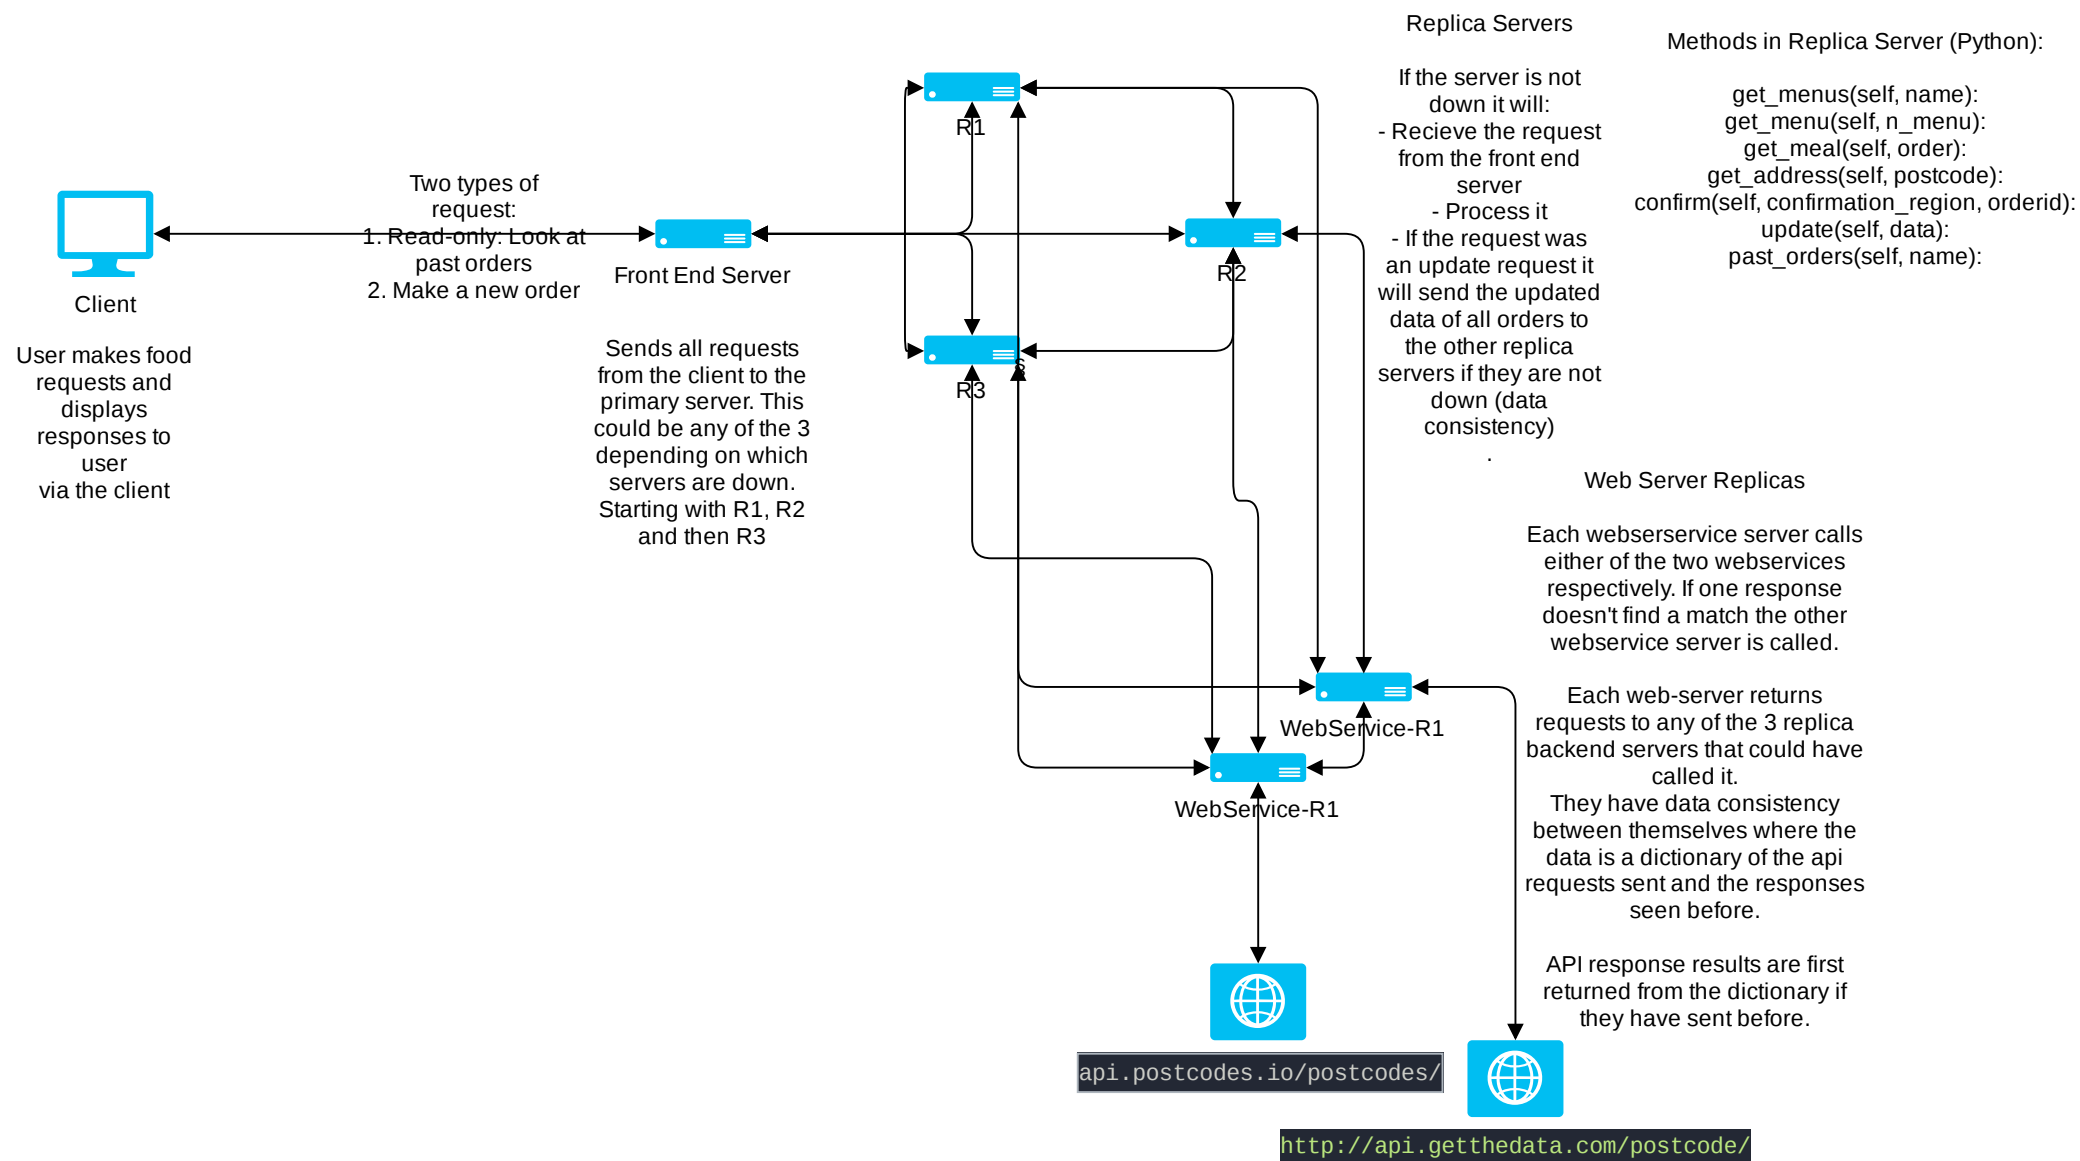 Client
User makes food
requests and
displays
responses to
user
via the client
Two types of
request:
1. Read-only: Look at
past orders
2. Make a new order
Front End Server
Sends all requests
from the client to the
primary server. This
could be any of the 3
depending on which
servers are down.
Starting with R1, R2
and then R3
R1
R2
R3
Replica Servers
If the server is not
down it will:
- Recieve the request
from the front end
server
- Process it
- If the request was
an update request it
will send the updated
data of all orders to
the other replica
servers if they are not
down (data
consistency)
.
Methods in Replica Server (Python):
get_menus(self, name):
get_menu(self, n_menu):
get_meal(self, order):
get_address(self, postcode):
confirm(self, confirmation_region, orderid):
update(self, data):
past_orders(self, name):
Web Server Replicas
Each webserservice server calls
either of the two webservices
respectively. If one response
doesn't find a match the other
webservice server is called.
Each web-server returns
requests to any of the 3 replica
backend servers that could have
called it.
They have data consistency
between themselves where the
data is a dictionary of the api
requests sent and the responses
seen before.
API response results are first
returned from the dictionary if
they have sent before.
WebService-R1
WebService-R1
api.postcodes.io/postcodes/
http://api.getthedata.com/postcode/